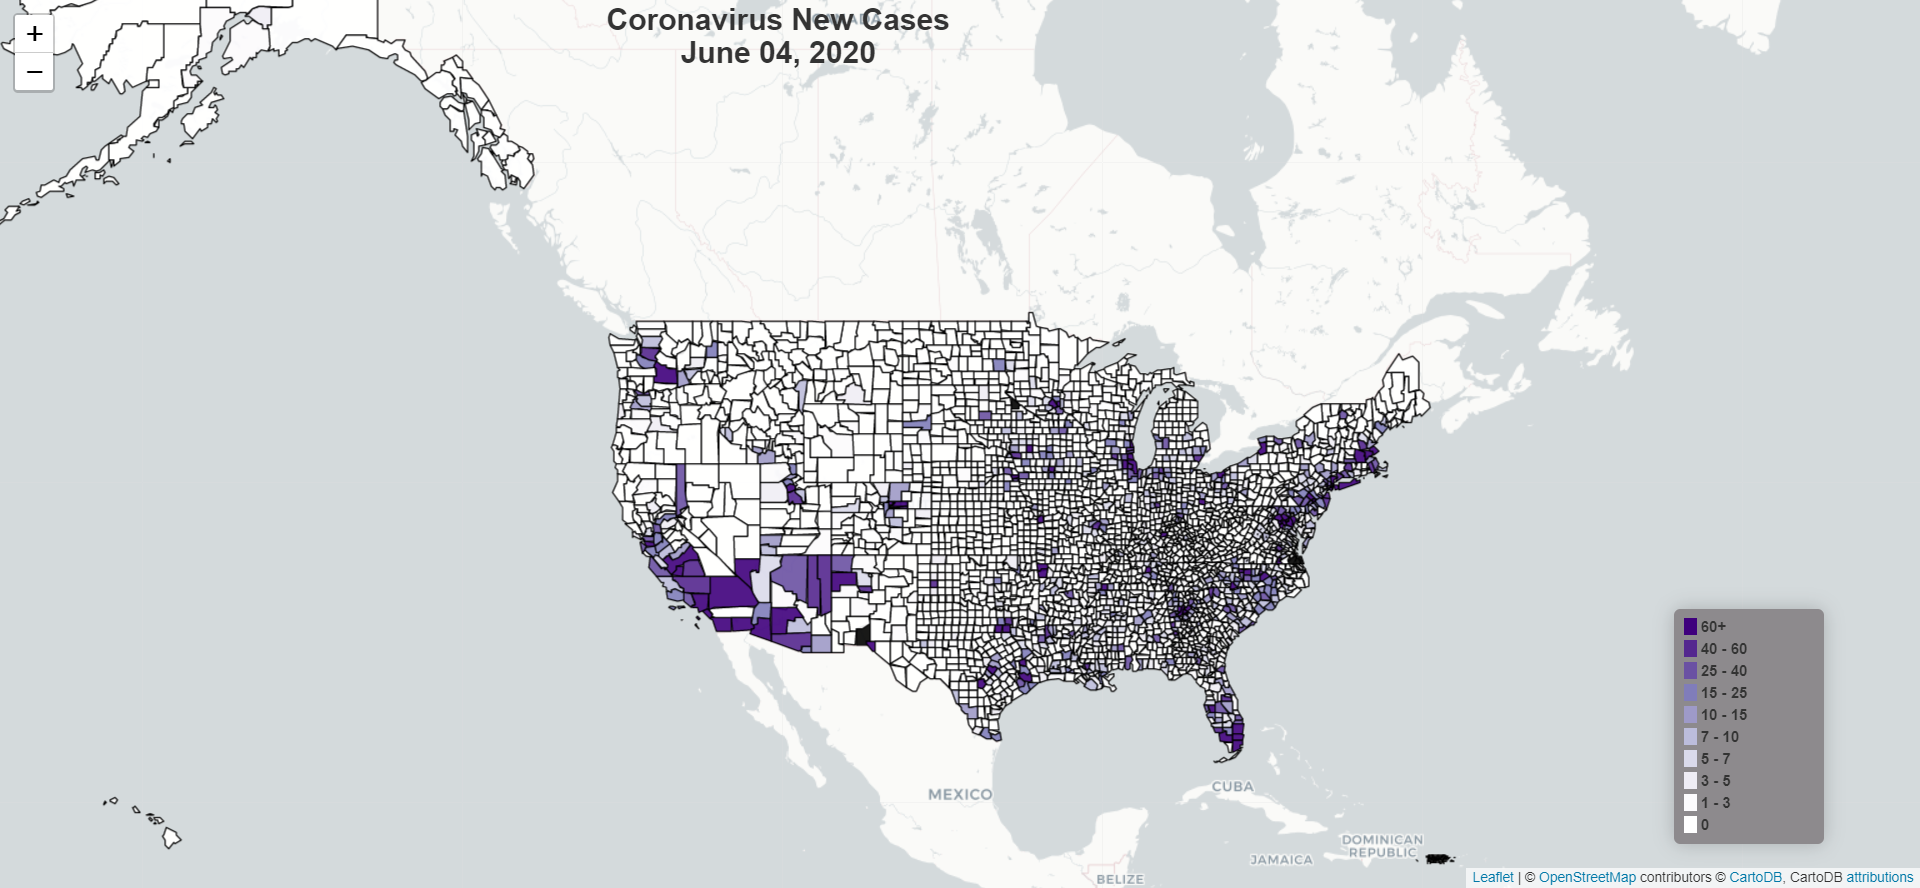 Coronavirus New Cases
June 04, 2020
+
−
60+
40 - 60
25 - 40
15 - 25
10 - 15
7 - 10
5 - 7
3 - 5
1 - 3
0
MEXICO
CUBA
DOMINICAN
REPUBLIC
JAMAICA
BELIZE
Leaflet | © OpenStreetMap contributors © CartoDB, CartoDB attributions